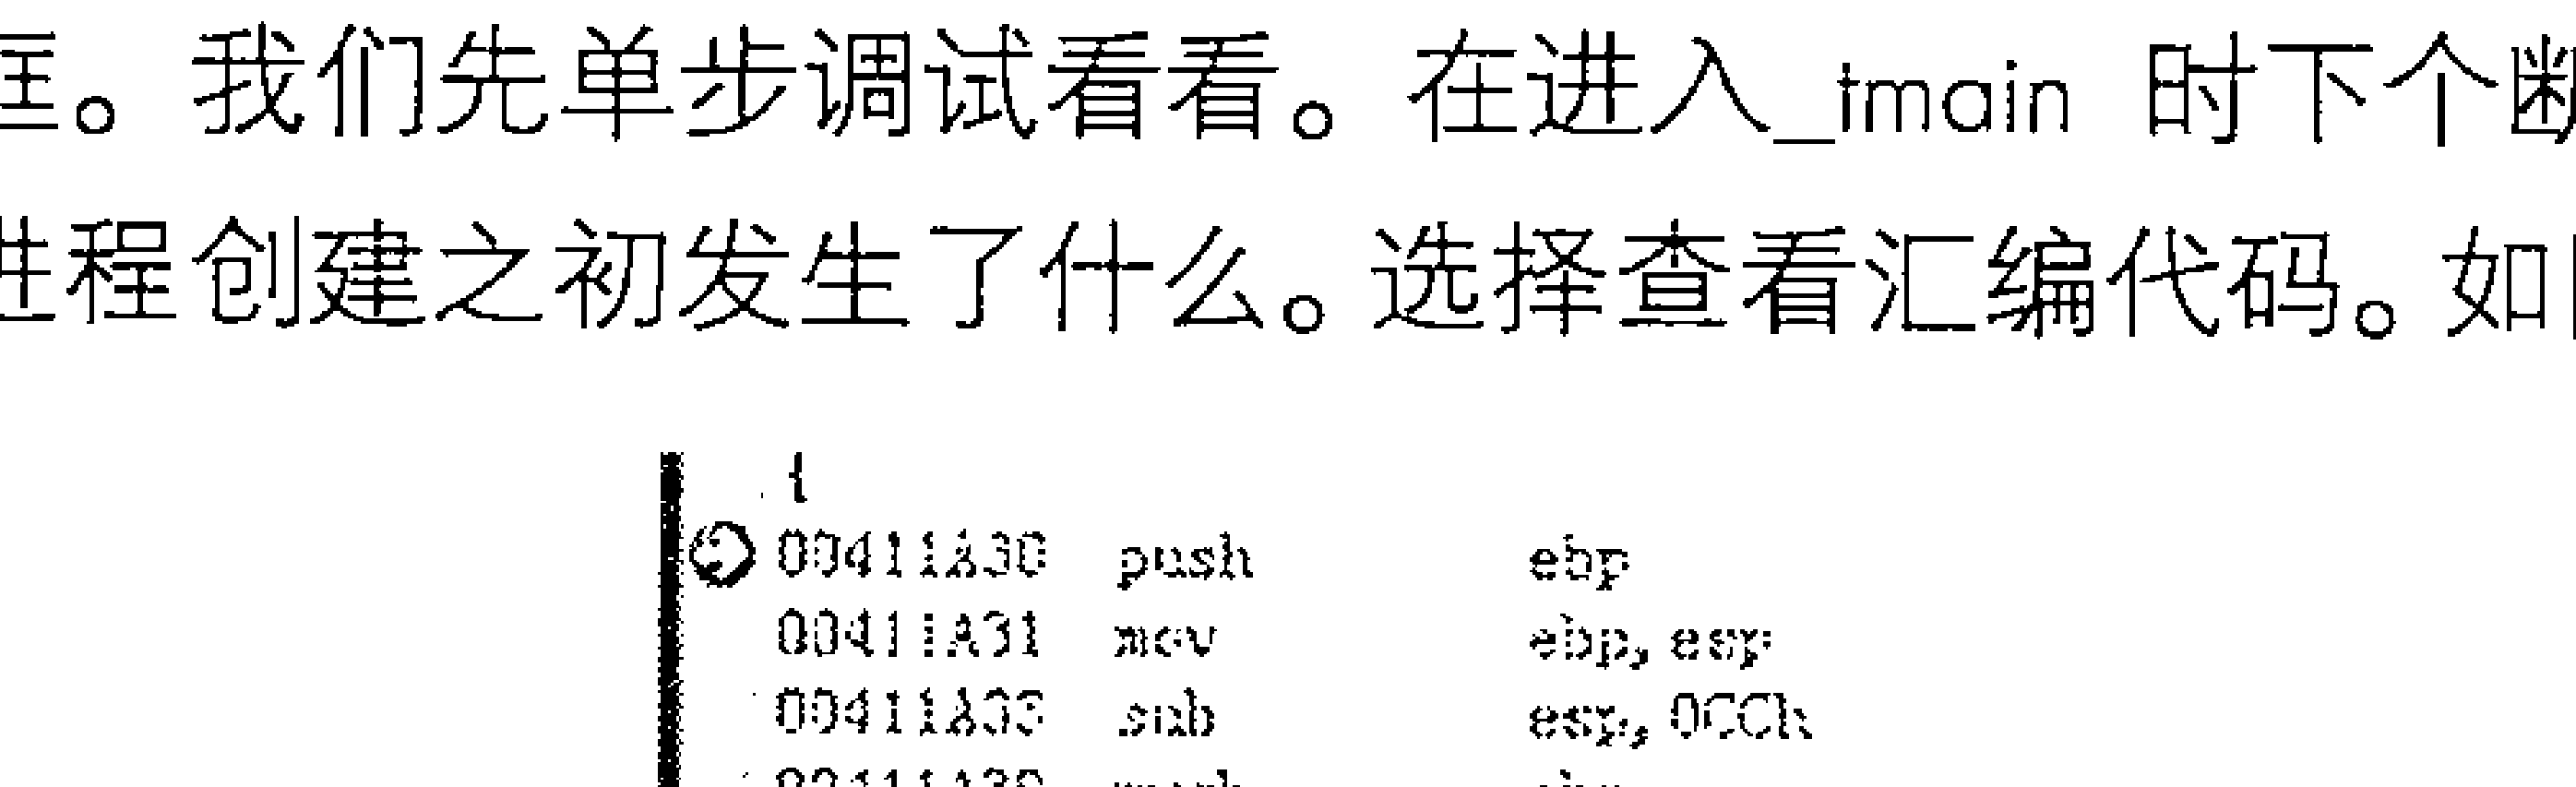 框。我们先单步调试看看。在进入_tmain 时下个断
进程创建之初发生了什么。选择查看汇编代码。如
{
00411A30 push ebp
00411A31 mov ebp, esp
00411A33 sub esp, 0CCh